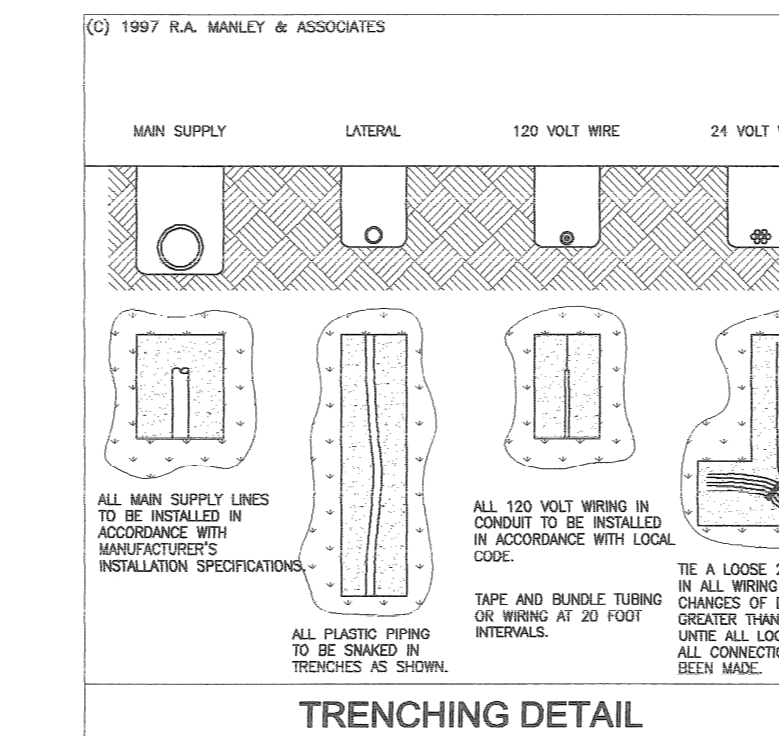 (C) 1997 R.A. MANLEY & ASSOCIATES
MAIN SUPPLY
LATERAL
120 VOLT WIRE
24 VOLT
ALL MAIN SUPPLY LINES
TO BE INSTALLED IN
ACCORDANCE WITH
MANUFACTURER'S
INSTALLATION SPECIFICATIONS.
ALL PLASTIC PIPING
TO BE SNAKED IN
TRENCHES AS SHOWN.
ALL 120 VOLT WIRING IN
CONDUIT TO BE INSTALLED
IN ACCORDANCE WITH LOCAL
CODE.
TAPE AND BUNDLE TUBING
OR WIRING AT 20 FOOT
INTERVALS.
TIE A LOOSE
IN ALL WIRING
CHANGES OF
GREATER THAN
UNTIE ALL
ALL
BEEN MADE.
TRENCHING DETAIL